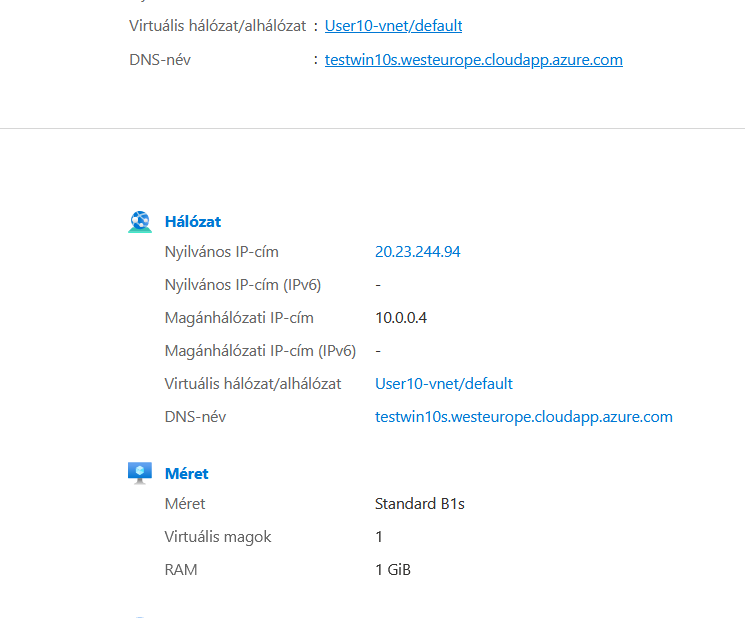 Virtuális hálózat/alhálózat : User10-vnet/default
DNS-név : testwin10s.westeurope.cloudapp.azure.com
Hálózat
Nyilvános IP-cím 20.23.244.94
Nyilvános IP-cím (IPv6) -
Magánhálózati IP-cím 10.0.0.4
Magánhálózati IP-cím (IPv6) -
Virtuális hálózat/alhálózat User10-vnet/default
DNS-név testwin10s.westeurope.cloudapp.azure.com
Méret
Méret Standard B1s
Virtuális magok 1
RAM 1 GiB